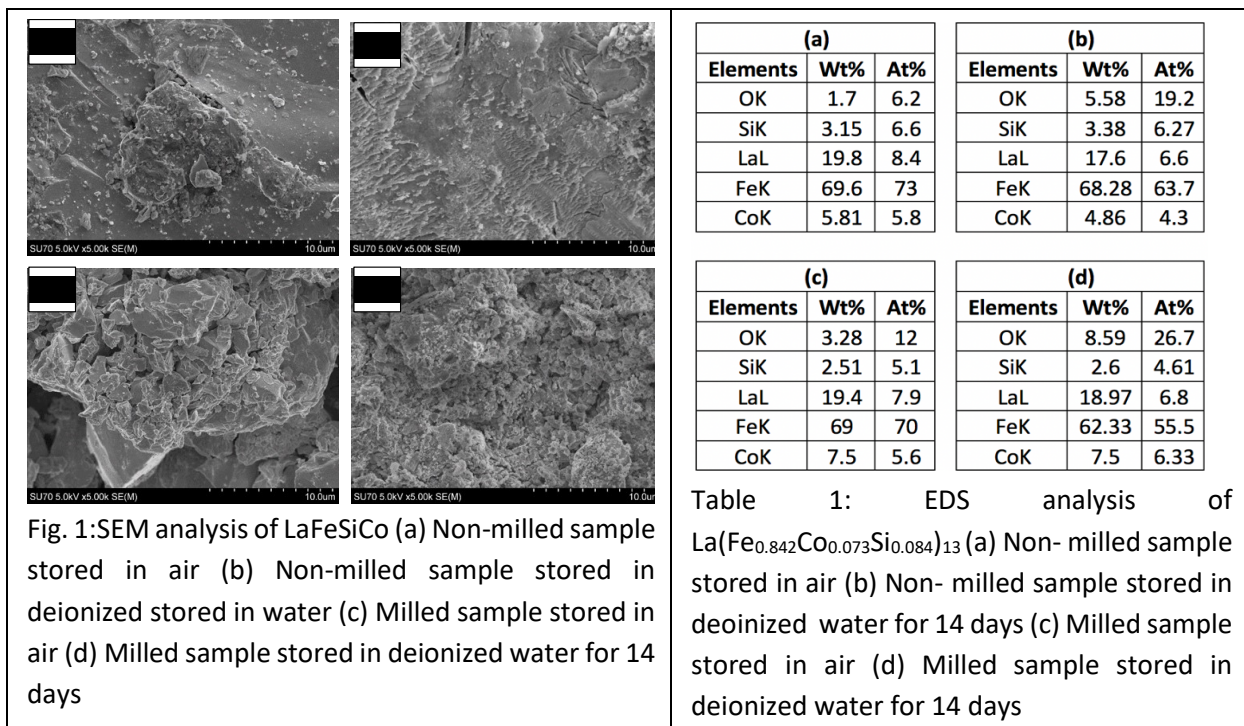 SU70 5.0kV x5.00k SE(M) 10.0um
SU70 5.0kV x5.00k SE(M) 10.0um
SU70 5.0kV x5.00k SE(M) 10.0um
SU70 5.0kV x5.00k SE(M) 10.0um
Fig. 1:SEM analysis of LaFeSiCo (a) Non-milled sample
stored in air (b) Non-milled sample stored in
deionized stored in water (c) Milled sample stored in
air (d) Milled sample stored in deionized water for 14
days
(a)
Elements Wt% At%
OK 1.7 6.2
SiK 3.15 6.6
LaL 19.8 8.4
FeK 69.6 73
CoK 5.81 5.8
(b)
Elements Wt% At%
OK 5.58 19.2
SiK 3.38 6.27
LaL 17.6 6.6
FeK 68.28 63.7
CoK 4.86 4.3
(c)
Elements Wt% At%
OK 3.28 12
SiK 2.51 5.1
LaL 19.4 7.9
FeK 69 70
CoK 7.5 5.6
(d)
Elements Wt% At%
OK 8.59 26.7
SiK 2.6 4.61
LaL 18.97 6.8
FeK 62.33 55.5
CoK 7.5 6.33
Table 1: EDS analysis of
La(Fe₀.₈₄₂Co₀.₀₇₃Si₀.₀₈₄)₁₃ (a) Non- milled sample
stored in air (b) Non- milled sample stored in
deoinized water for 14 days (c) Milled sample
stored in air (d) Milled sample stored in
deionized water for 14 days